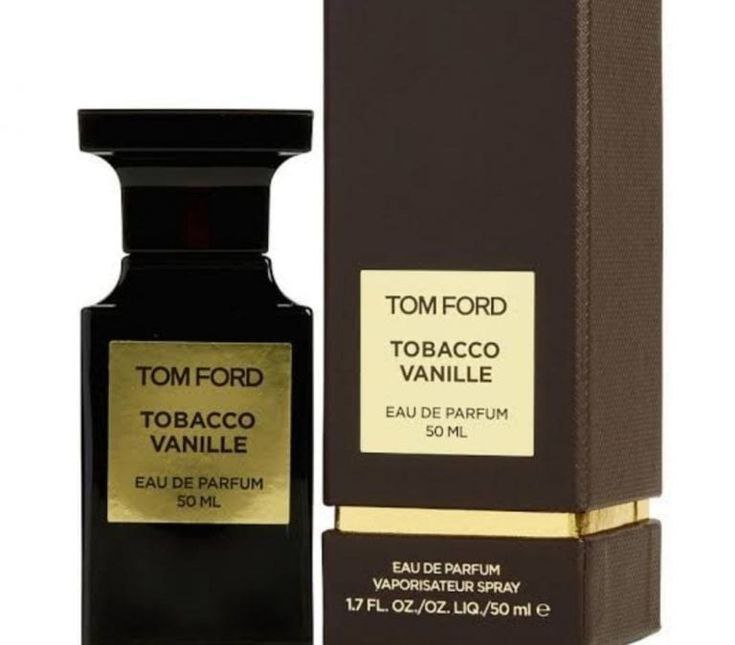 TOM FORD
TOBACCO
VANILLE
EAU DE PARFUM
50 ML
TOM FORD
TOBACCO
VANILLE
EAU DE PARFUM
50 ML
EAU DE PARFUM
VAPORISATEUR SPRAY
1.7 FL. OZ./OZ. LIQ./50 ml ℮